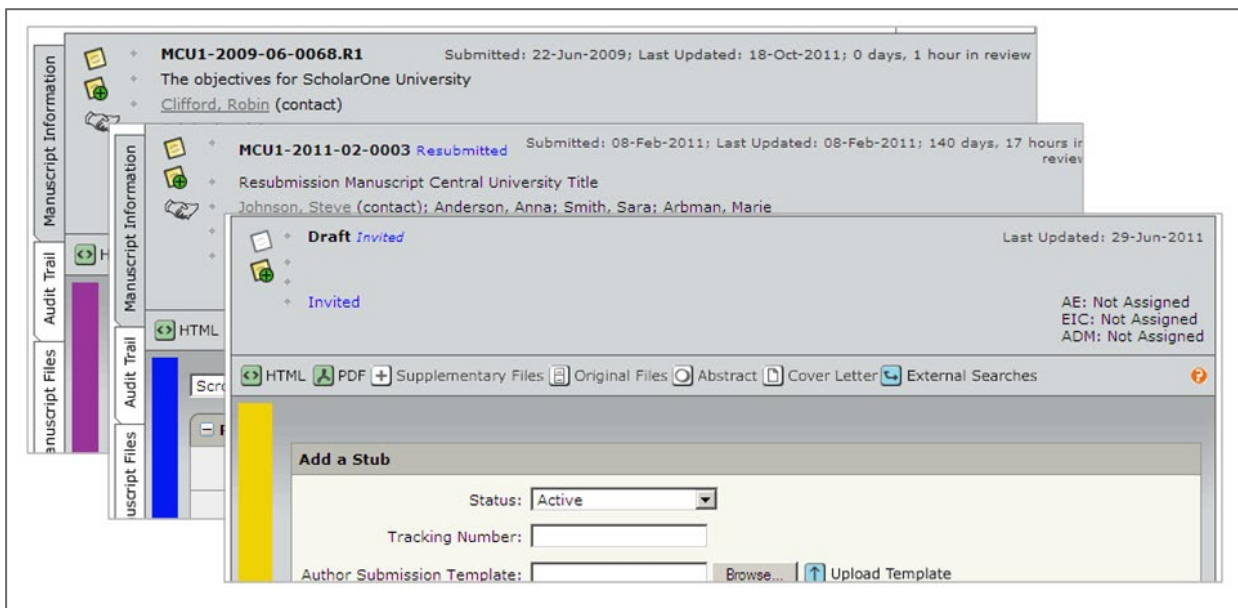 Manuscript Information
Audit Trail
anuscript Files
MCU1-2009-06-0068.R1
Submitted: 22-Jun-2009; Last Updated: 18-Oct-2011; 0 days, 1 hour in review
The objectives for ScholarOne University
Clifford, Robin (contact)
H
Manuscript Information
Audit Trail
uscript Files
MCU1-2011-02-0003 Resubmitted
Submitted: 08-Feb-2011; Last Updated: 08-Feb-2011; 140 days, 17 hours in
review
Resubmission Manuscript Central University Title
Johnson, Steve (contact); Anderson, Anna; Smith, Sara; Arbman, Marie
HTML
Scro
Draft Invited
Last Updated: 29-Jun-2011
Invited
AE: Not Assigned
EIC: Not Assigned
ADM: Not Assigned
HTML PDF Supplementary Files Original Files Abstract Cover Letter External Searches
Add a Stub
Status: Active
Tracking Number:
Author Submission Template: Browse... Upload Template